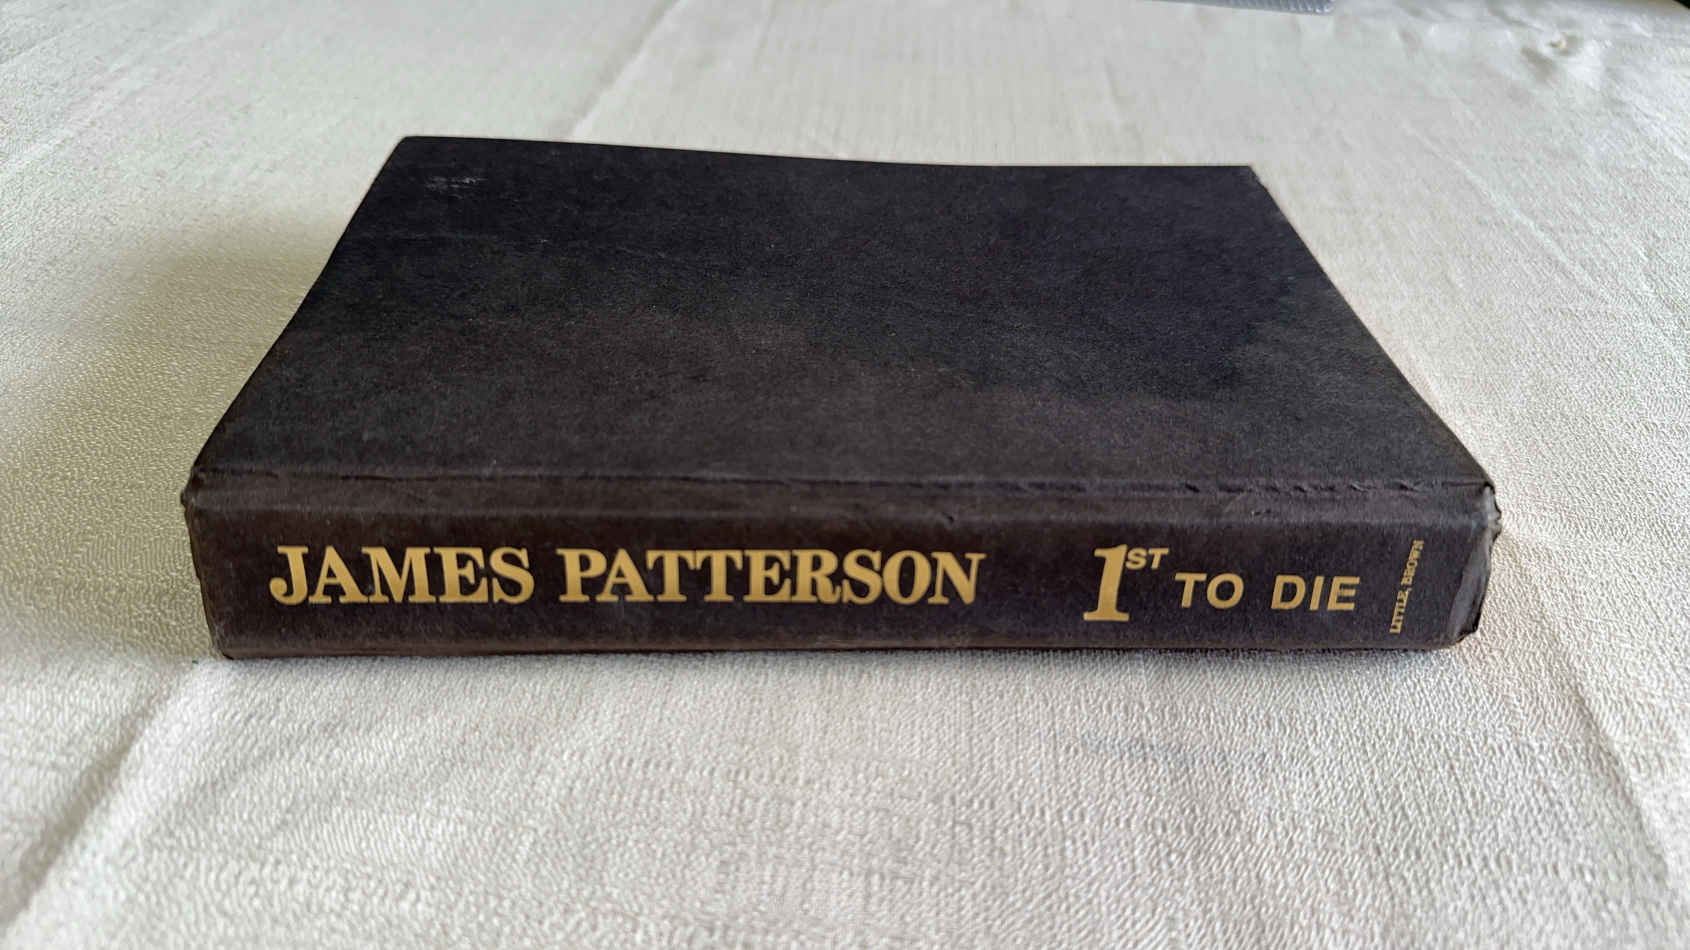 JAMES PATTERSON
1ST TO DIE
LITTLE, BROWN